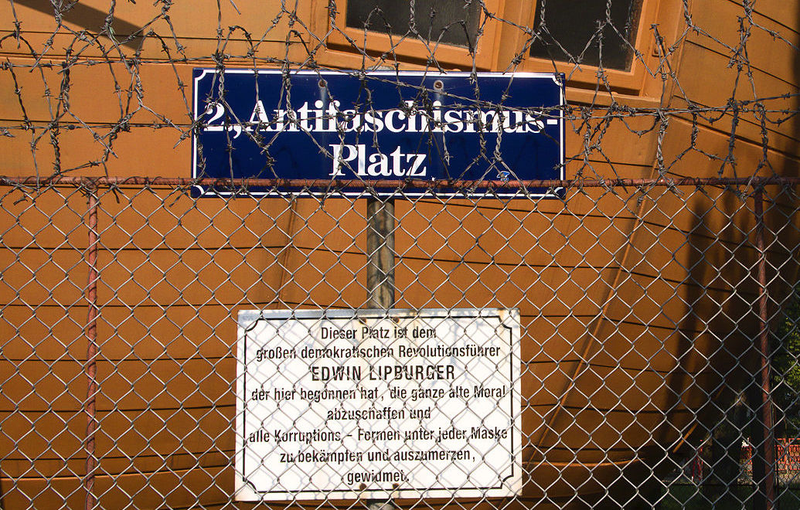 2., Antifaschismus-
Platz
Dieser Platz ist dem
großen demokratischen Revolutionsführer
EDWIN LIPBURGER
der hier begonnen hat, die ganze alte Moral
abzuschaffen und
alle Korruptions, - Formen unter jeder Maske
zu bekämpfen und auszumerzen,
gewidmet.